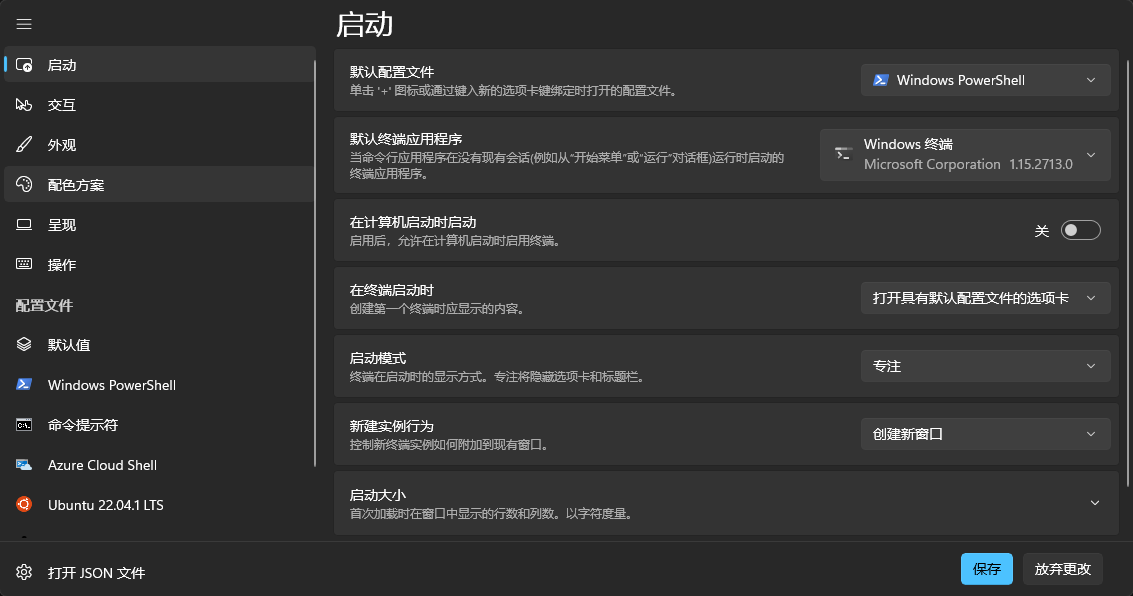 启动
交互
外观
配色方案
呈现
操作
配置文件
默认值
Windows PowerShell
命令提示符
Azure Cloud Shell
Ubuntu 22.04.1 LTS
打开 JSON 文件
启动
默认配置文件
单击 '+' 图标或通过键入新的选项卡键绑定时打开的配置文件。
Windows PowerShell
默认终端应用程序
当命令行应用程序在没有现有会话(例如从“开始菜单”或“运行”对话框)运行时启动的
终端应用程序。
Windows 终端
Microsoft Corporation 1.15.2713.0
在计算机启动时启动
启用后，允许在计算机启动时启用终端。
关
在终端启动时
创建第一个终端时应显示的内容。
打开具有默认配置文件的选项卡
启动模式
终端在启动时的显示方式。专注将隐藏选项卡和标题栏。
专注
新建实例行为
控制新终端实例如何附加到现有窗口。
创建新窗口
启动大小
首次加载时在窗口中显示的行数和列数。以字符度量。
保存
放弃更改